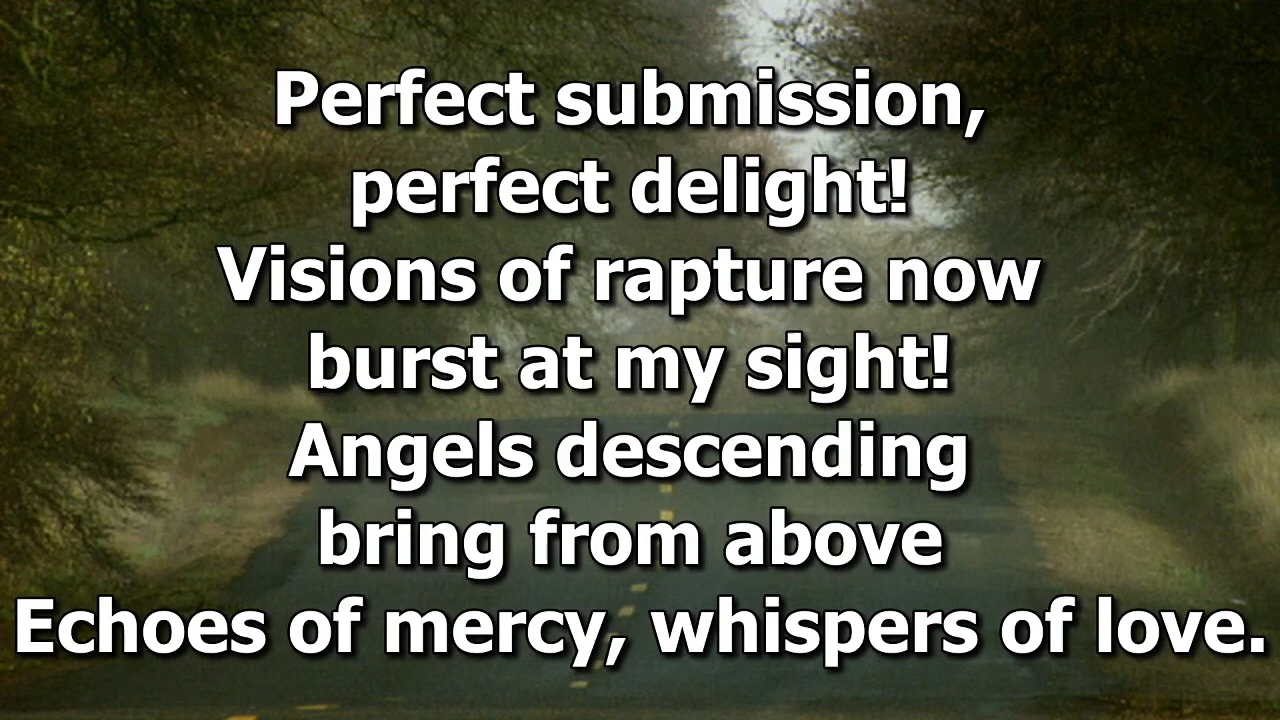 Perfect submission,
perfect delight!
Visions of rapture now
burst at my sight!
Angels descending
bring from above
Echoes of mercy, whispers of love.